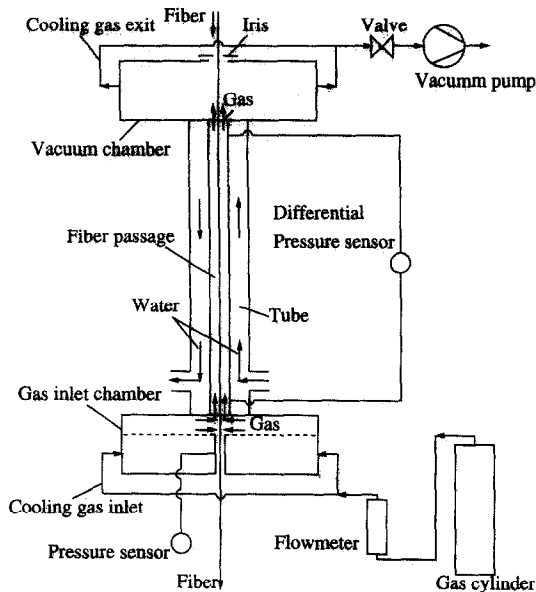 Fiber
Cooling gas exit
Iris
Valve
Vacumm pump
Gas
Vacuum chamber
Differential
Pressure sensor
Fiber passage
Water
Tube
Gas inlet chamber
Gas
Cooling gas inlet
Pressure sensor
Flowmeter
Fiber
Gas cylinder